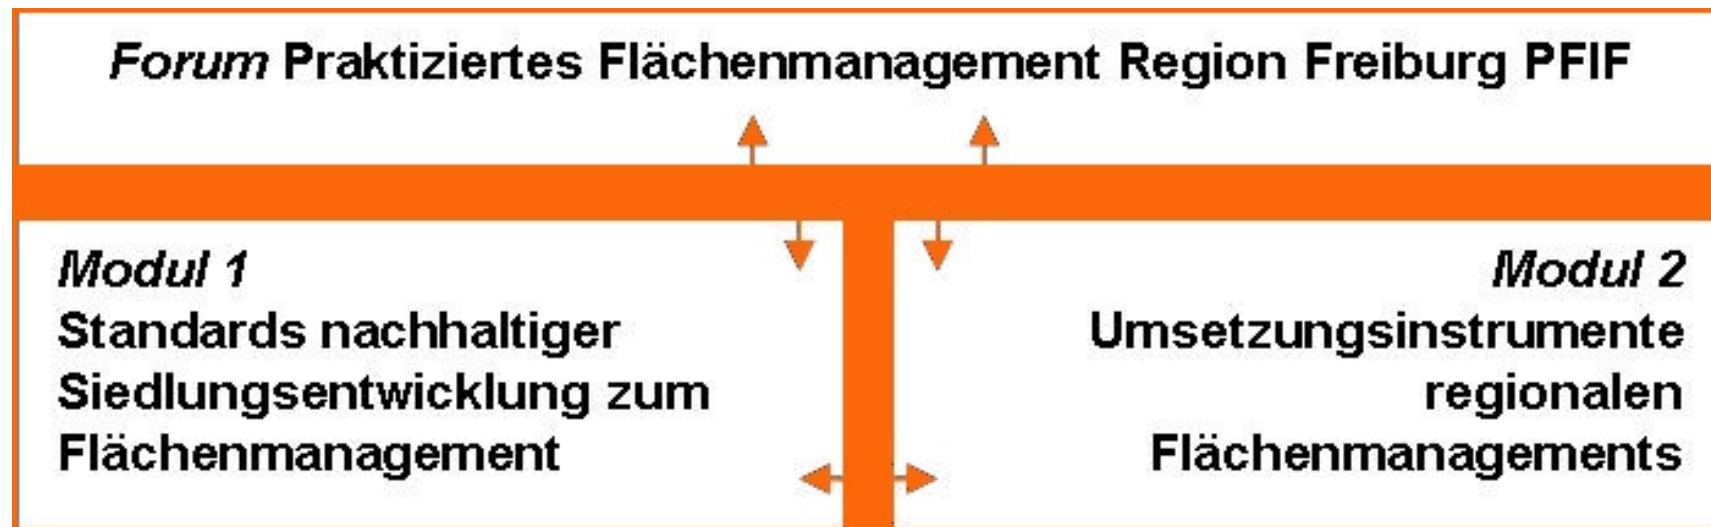 Forum Praktiziertes Flächenmanagement Region Freiburg PFIF
Modul 1
Standards nachhaltiger
Siedlungsentwicklung zum
Flächenmanagement
Modul 2
Umsetzungsinstrumente
regionalen
Flächenmanagements